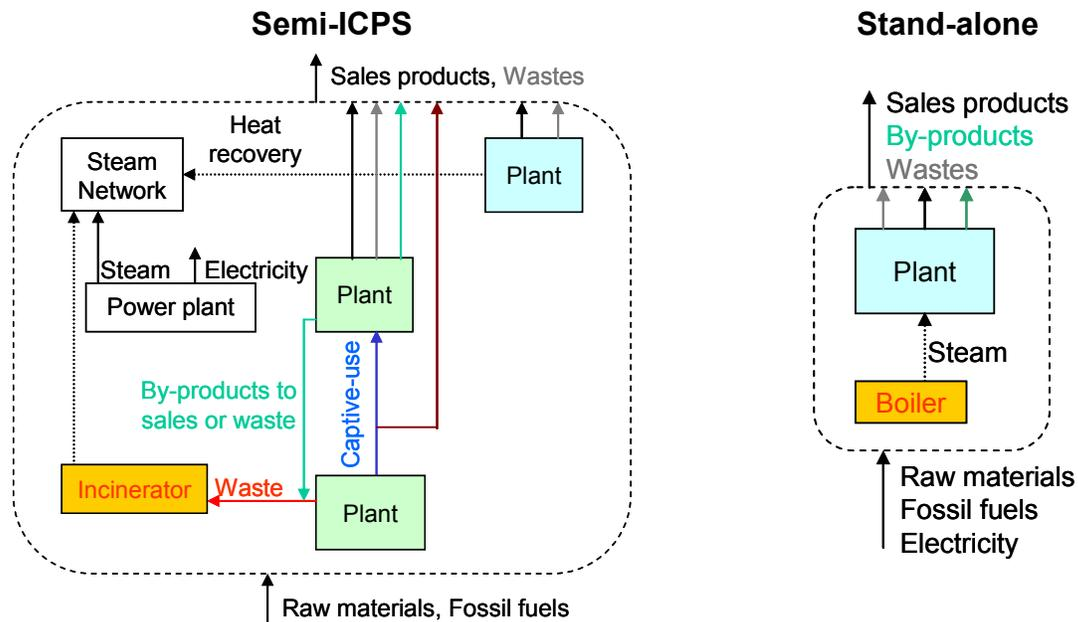 Semi-ICPS
Sales products, Wastes
Heat
recovery
Steam
Network
Plant
Steam
Electricity
Power plant
Plant
By-products to
sales or waste
Captive-use
Incinerator
Waste
Plant
Raw materials, Fossil fuels
Stand-alone
Sales products
By-products
Wastes
Plant
Steam
Boiler
Raw materials
Fossil fuels
Electricity